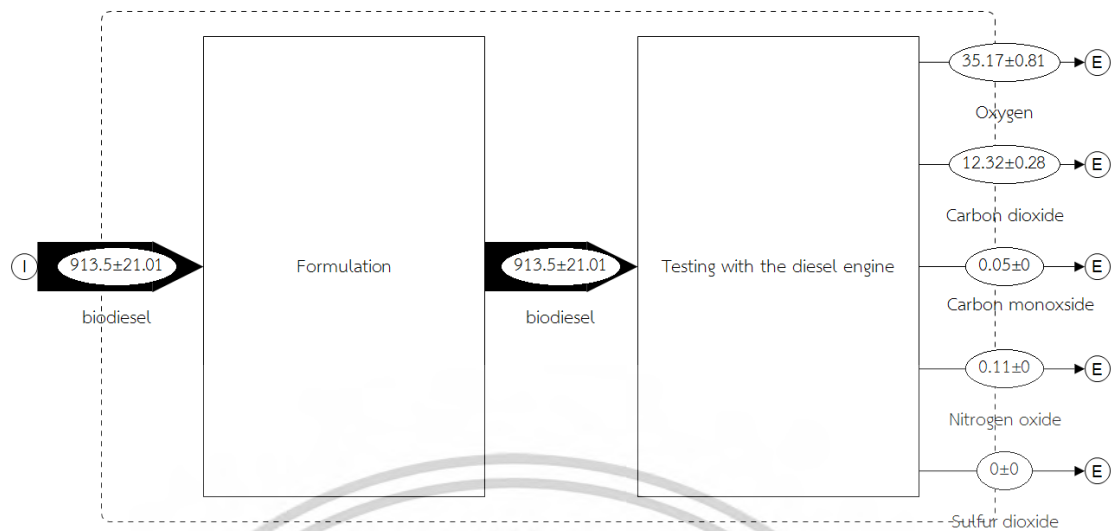 35.17±0.81
E
Oxygen
12.32±0.28
E
Carbon dioxide
I
913.5±21.01
biodiesel
Formulation
913.5±21.01
biodiesel
Testing with the diesel engine
0.05±0
E
Carbon monoxside
0.11±0
E
Nitrogen oxide
0±0
E
Sulfur dioxide